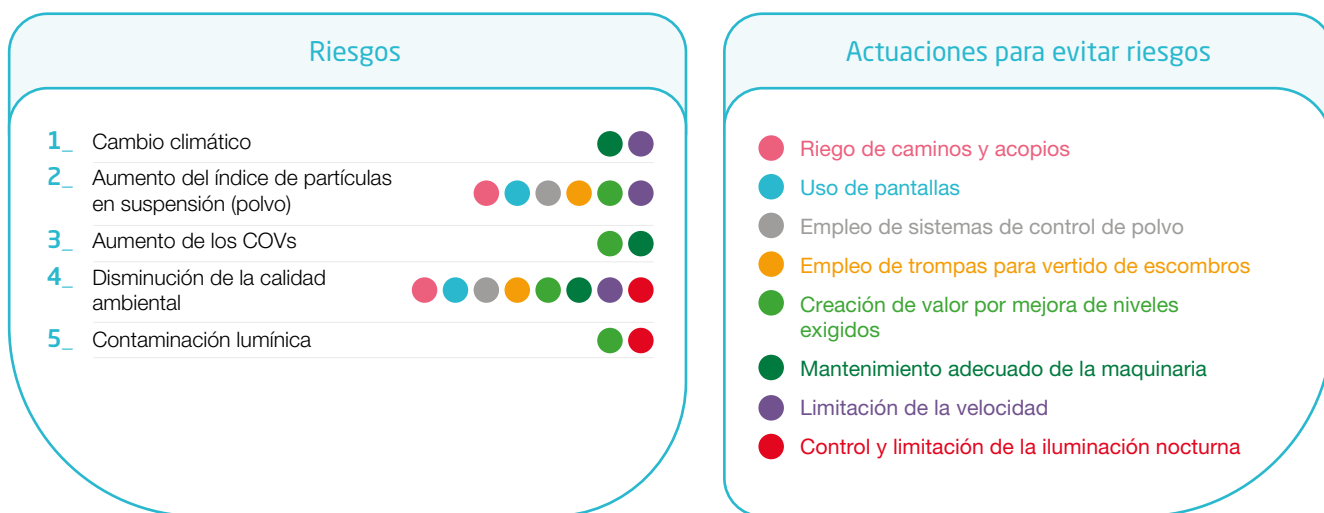 Riesgos
1_ Cambio climático
2_ Aumento del índice de partículas
en suspensión (polvo)
3_ Aumento de los COVs
4_ Disminución de la calidad
ambiental
5_ Contaminación lumínica
Actuaciones para evitar riesgos
Riego de caminos y acopios
Uso de pantallas
Empleo de sistemas de control de polvo
Empleo de trompas para vertido de escombros
Creación de valor por mejora de niveles
exigidos
Mantenimiento adecuado de la maquinaria
Limitación de la velocidad
Control y limitación de la iluminación nocturna